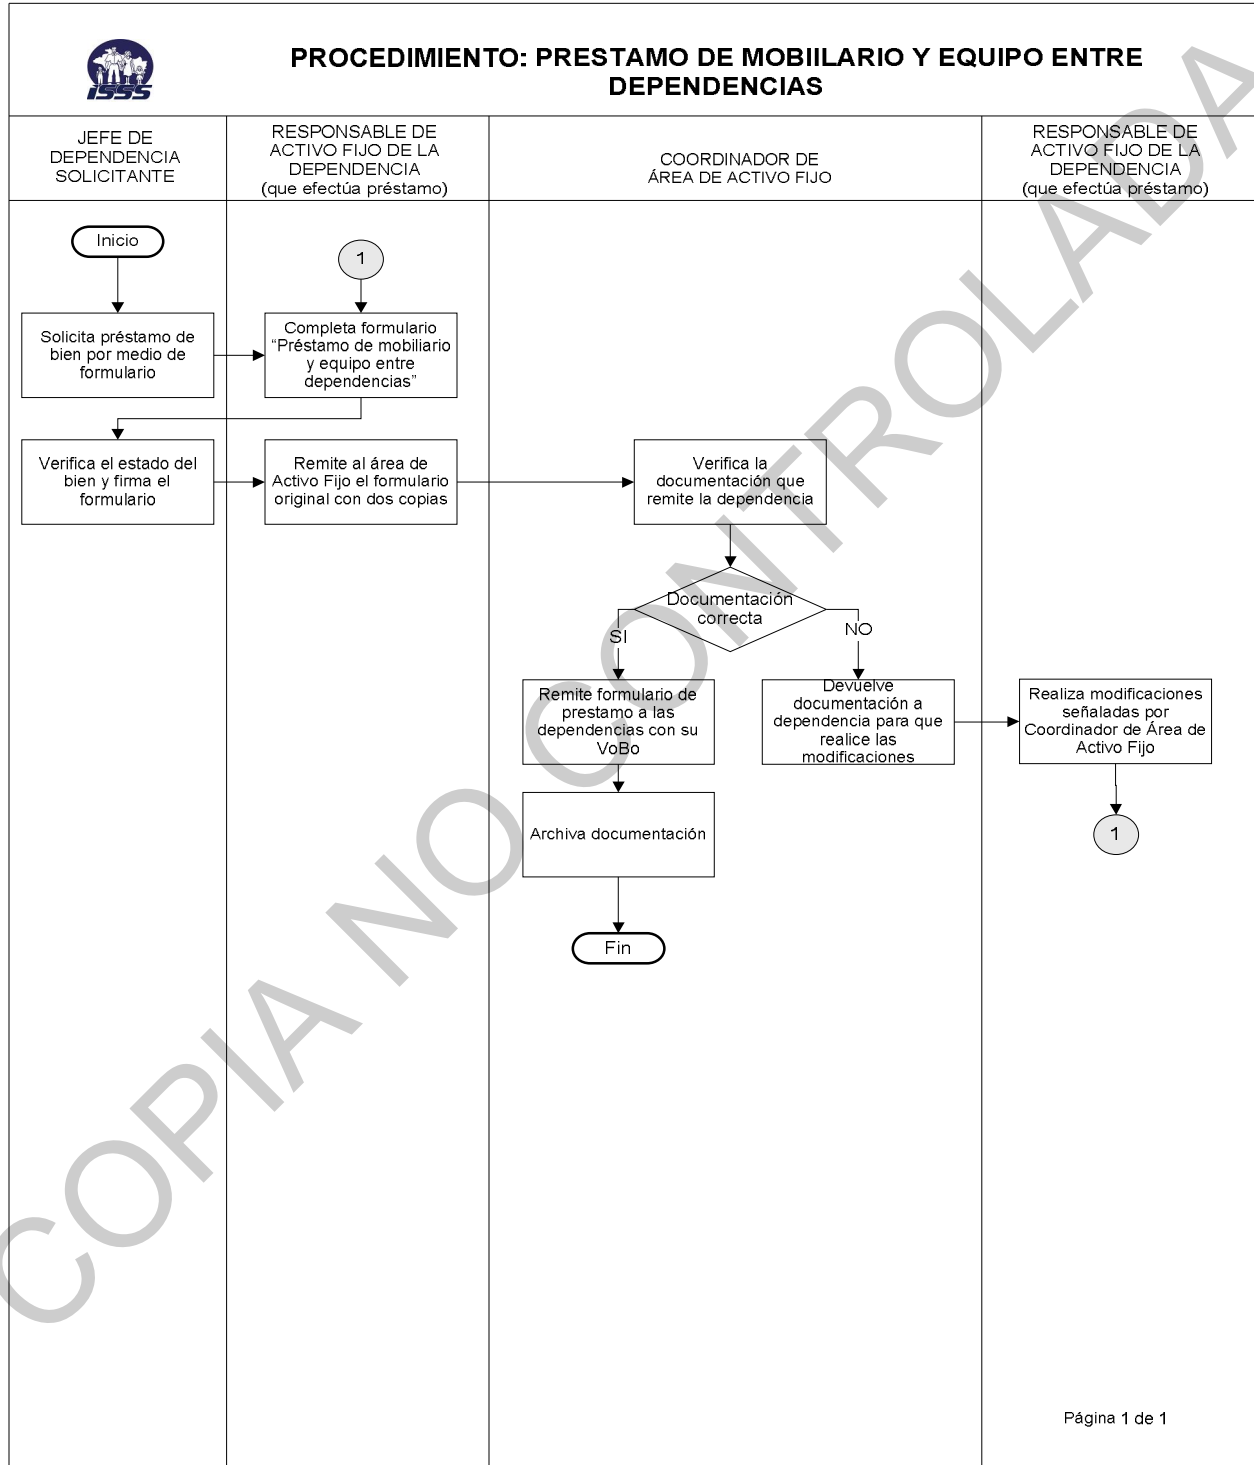 ISSS
PROCEDIMIENTO: PRESTAMO DE MOBIILARIO Y EQUIPO ENTRE
DEPENDENCIAS
JEFE DE
DEPENDENCIA
SOLICITANTE
RESPONSABLE DE
ACTIVO FIJO DE LA
DEPENDENCIA
(que efectúa préstamo)
COORDINADOR DE
ÁREA DE ACTIVO FIJO
RESPONSABLE DE
ACTIVO FIJO DE LA
DEPENDENCIA
(que efectúa préstamo)
Inicio
1
Solicita préstamo de
bien por medio de
formulario
Completa formulario
“Préstamo de mobiliario
y equipo entre
dependencias”
Verifica el estado del
bien y firma el
formulario
Remite al área de
Activo Fijo el formulario
original con dos copias
Verifica la
documentación que
remite la dependencia
Documentación
correcta
SI
NO
Remite formulario de
prestamo a las
dependencias con su
VoBo
Devuelve
documentación a
dependencia para que
realice las
modificaciones
Realiza modificaciones
señaladas por
Coordinador de Área de
Activo Fijo
1
Archiva documentación
Fin
COPIA NO CONTROLADA
Página 1 de 1